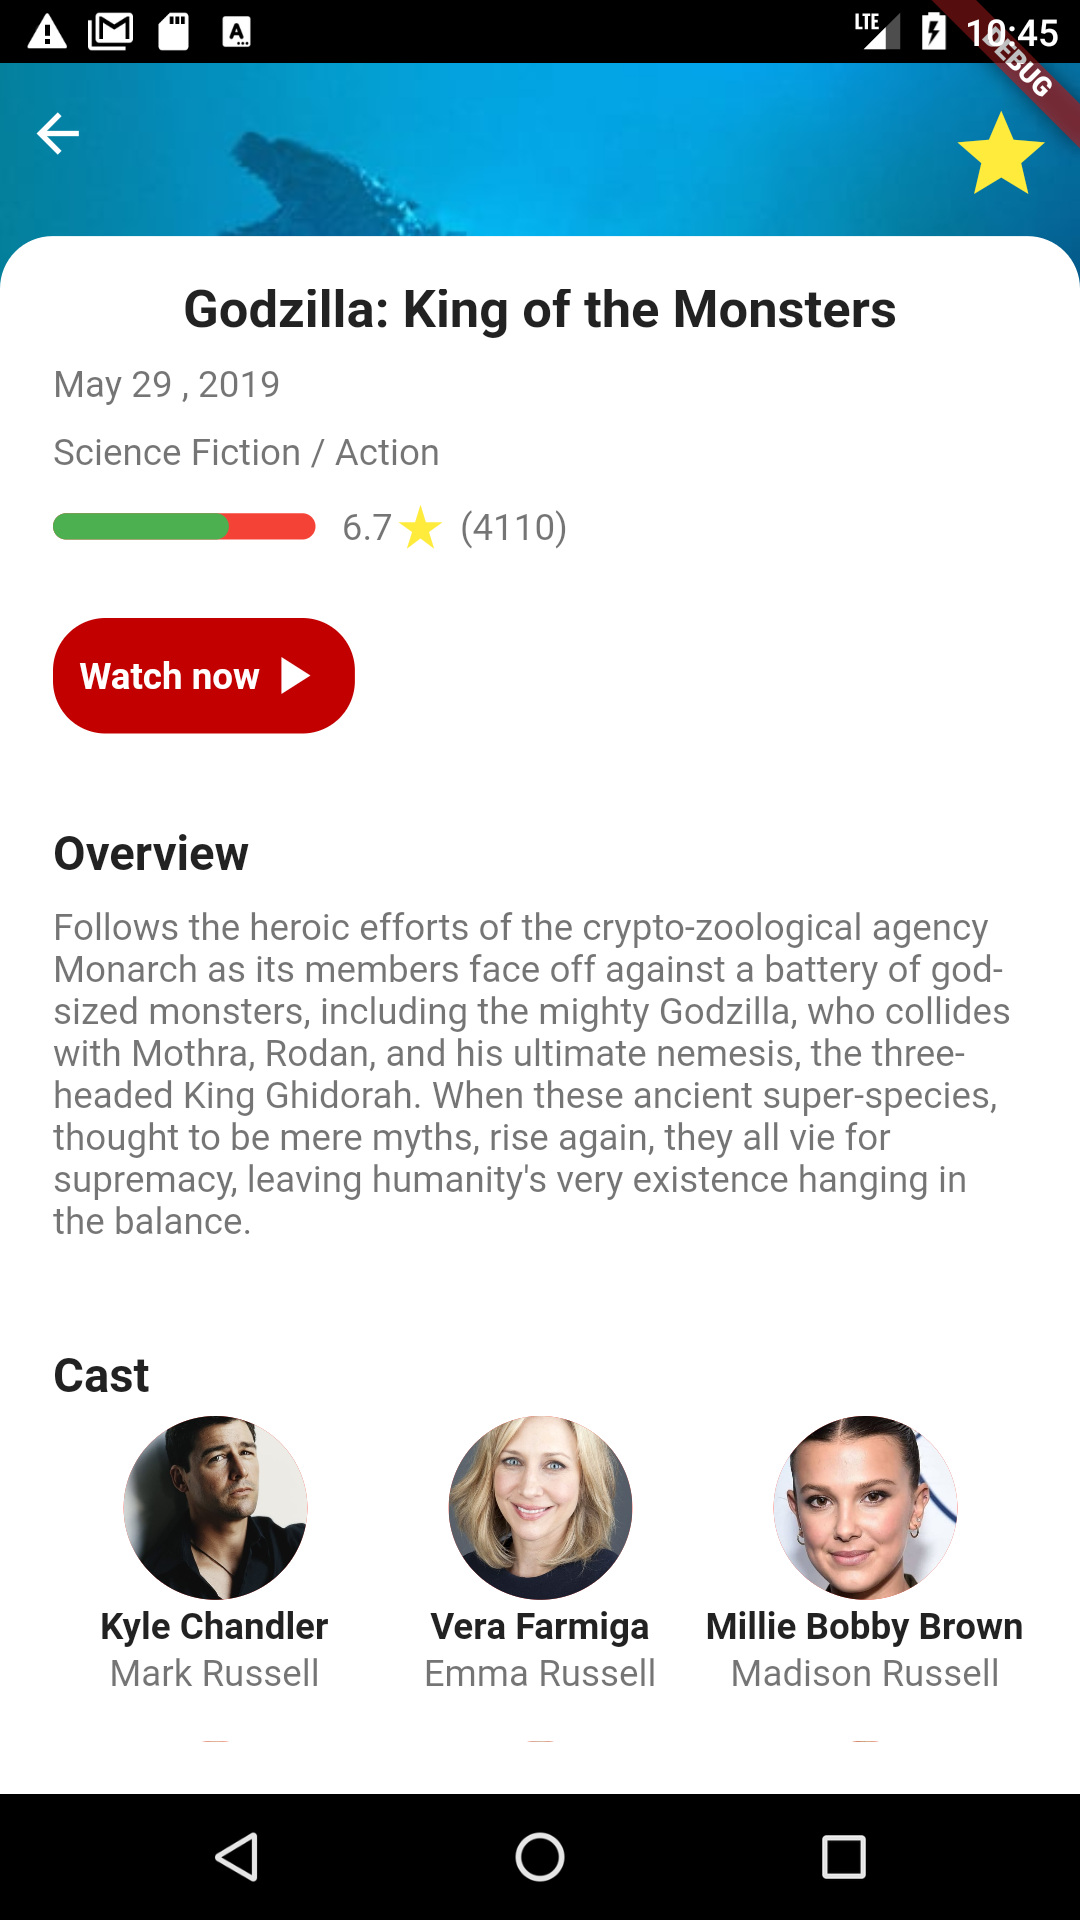 LTE 10:45
DEBUG
Godzilla: King of the Monsters
May 29 , 2019
Science Fiction / Action
6.7 (4110)
Watch now
Overview
Follows the heroic efforts of the crypto-zoological agency
Monarch as its members face off against a battery of god-
sized monsters, including the mighty Godzilla, who collides
with Mothra, Rodan, and his ultimate nemesis, the three-
headed King Ghidorah. When these ancient super-species,
thought to be mere myths, rise again, they all vie for
supremacy, leaving humanity's very existence hanging in
the balance.
Cast
Kyle Chandler Vera Farmiga Millie Bobby Brown
Mark Russell Emma Russell Madison Russell